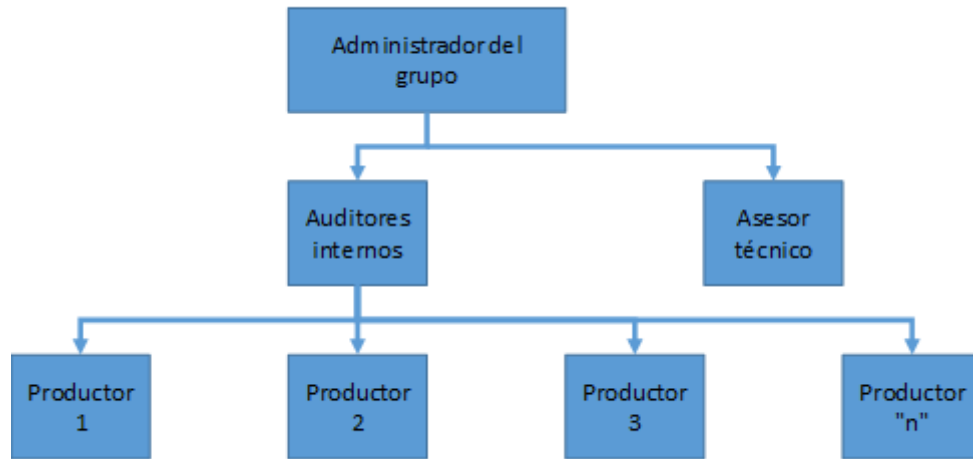 Administrador del
grupo
Auditores
internos
Asesor
técnico
Productor
1
Productor
2
Productor
3
Productor
"n"